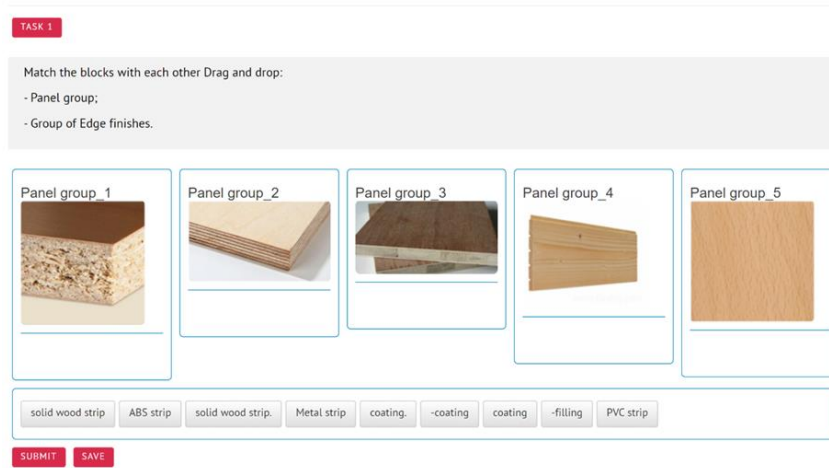 TASK 1
Match the blocks with each other Drag and drop:
- Panel group;
- Group of Edge finishes.
Panel group_1
Panel group_2
Panel group_3
Panel group_4
Panel group_5
solid wood strip
ABS strip
solid wood strip.
Metal strip
coating.
-coating
coating
-filling
PVC strip
SUBMIT
SAVE